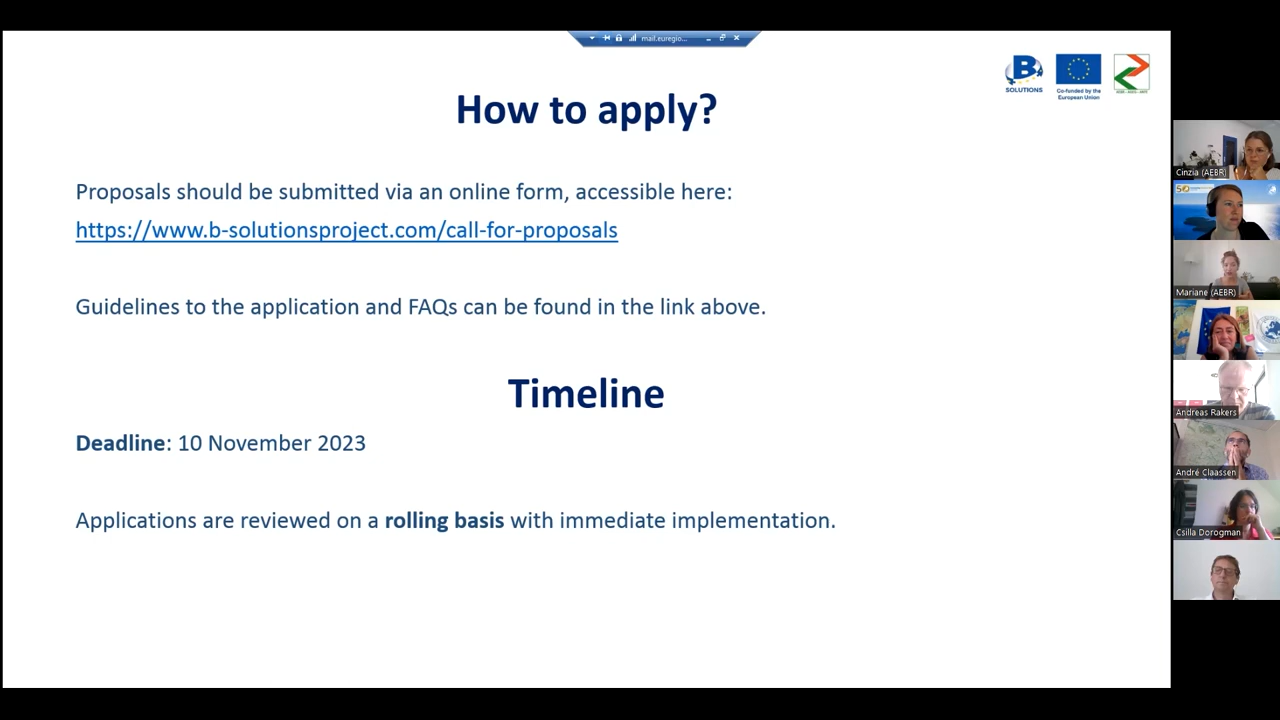 mail.euregio...
B
SOLUTIONS
Co-funded by the
European Union
How to apply?
Proposals should be submitted via an online form, accessible here:
https://www.b-solutionsproject.com/call-for-proposals
Guidelines to the application and FAQs can be found in the link above.
Timeline
Deadline: 10 November 2023
Applications are reviewed on a rolling basis with immediate implementation.
Cinzia (AEBR)
50
Mariane (AEBR)
Andreas Rakers
André Claassen
Csilla Dorogman